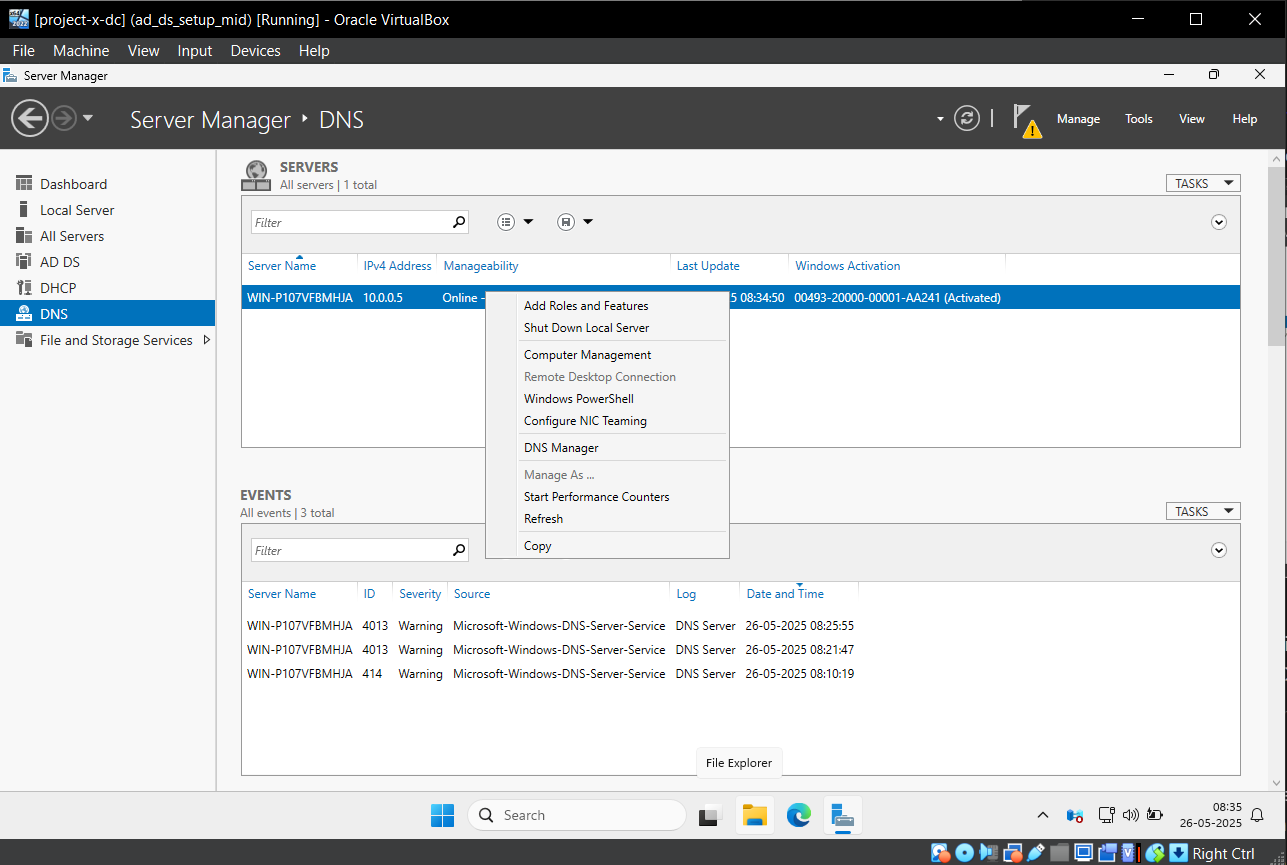 [project-x-dc] (ad_ds_setup_mid) [Running] - Oracle VirtualBox
File Machine View Input Devices Help
Server Manager
Server Manager DNS
Manage Tools View Help
Dashboard
Local Server
All Servers
AD DS
DHCP
DNS
File and Storage Services
SERVERS
All servers | 1 total
TASKS
Filter
Server Name IPv4 Address Manageability Last Update Windows Activation
WIN-P107VFBMHJA 10.0.0.5 Online - 5 08:34:50 00493-20000-00001-AA241 (Activated)
Add Roles and Features
Shut Down Local Server
Computer Management
Remote Desktop Connection
Windows PowerShell
Configure NIC Teaming
DNS Manager
Manage As ...
Start Performance Counters
Refresh
Copy
EVENTS
All events | 3 total
TASKS
Filter
Server Name ID Severity Source Log Date and Time
WIN-P107VFBMHJA 4013 Warning Microsoft-Windows-DNS-Server-Service DNS Server 26-05-2025 08:25:55
WIN-P107VFBMHJA 4013 Warning Microsoft-Windows-DNS-Server-Service DNS Server 26-05-2025 08:21:47
WIN-P107VFBMHJA 414 Warning Microsoft-Windows-DNS-Server-Service DNS Server 26-05-2025 08:10:19
File Explorer
Search
08:35
26-05-2025
Right Ctrl